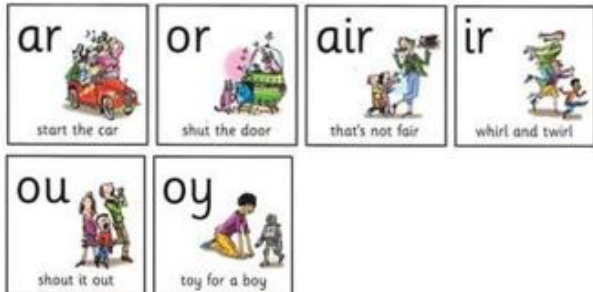 ar
start the car
or
shut the door
air
that's not fair
ir
whirl and twirl
ou
shout it out
oy
toy for a boy